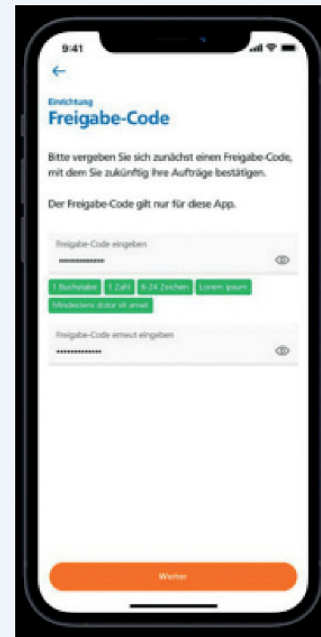 9:41
Einrichtung
Freigabe-Code
Bitte vergeben Sie sich zunächst einen Freigabe-Code,
mit dem Sie zukünftig Ihre Aufträge bestätigen.
Der Freigabe-Code gilt nur für diese App.
Freigabe-Code eingeben
•••••••••••••
1 Buchstabe 1 Zahl 6-24 Zeichen Lorem ipsum
Mindestens dolor sit amet
Freigabe-Code erneut eingeben
•••••••••••••
Weiter